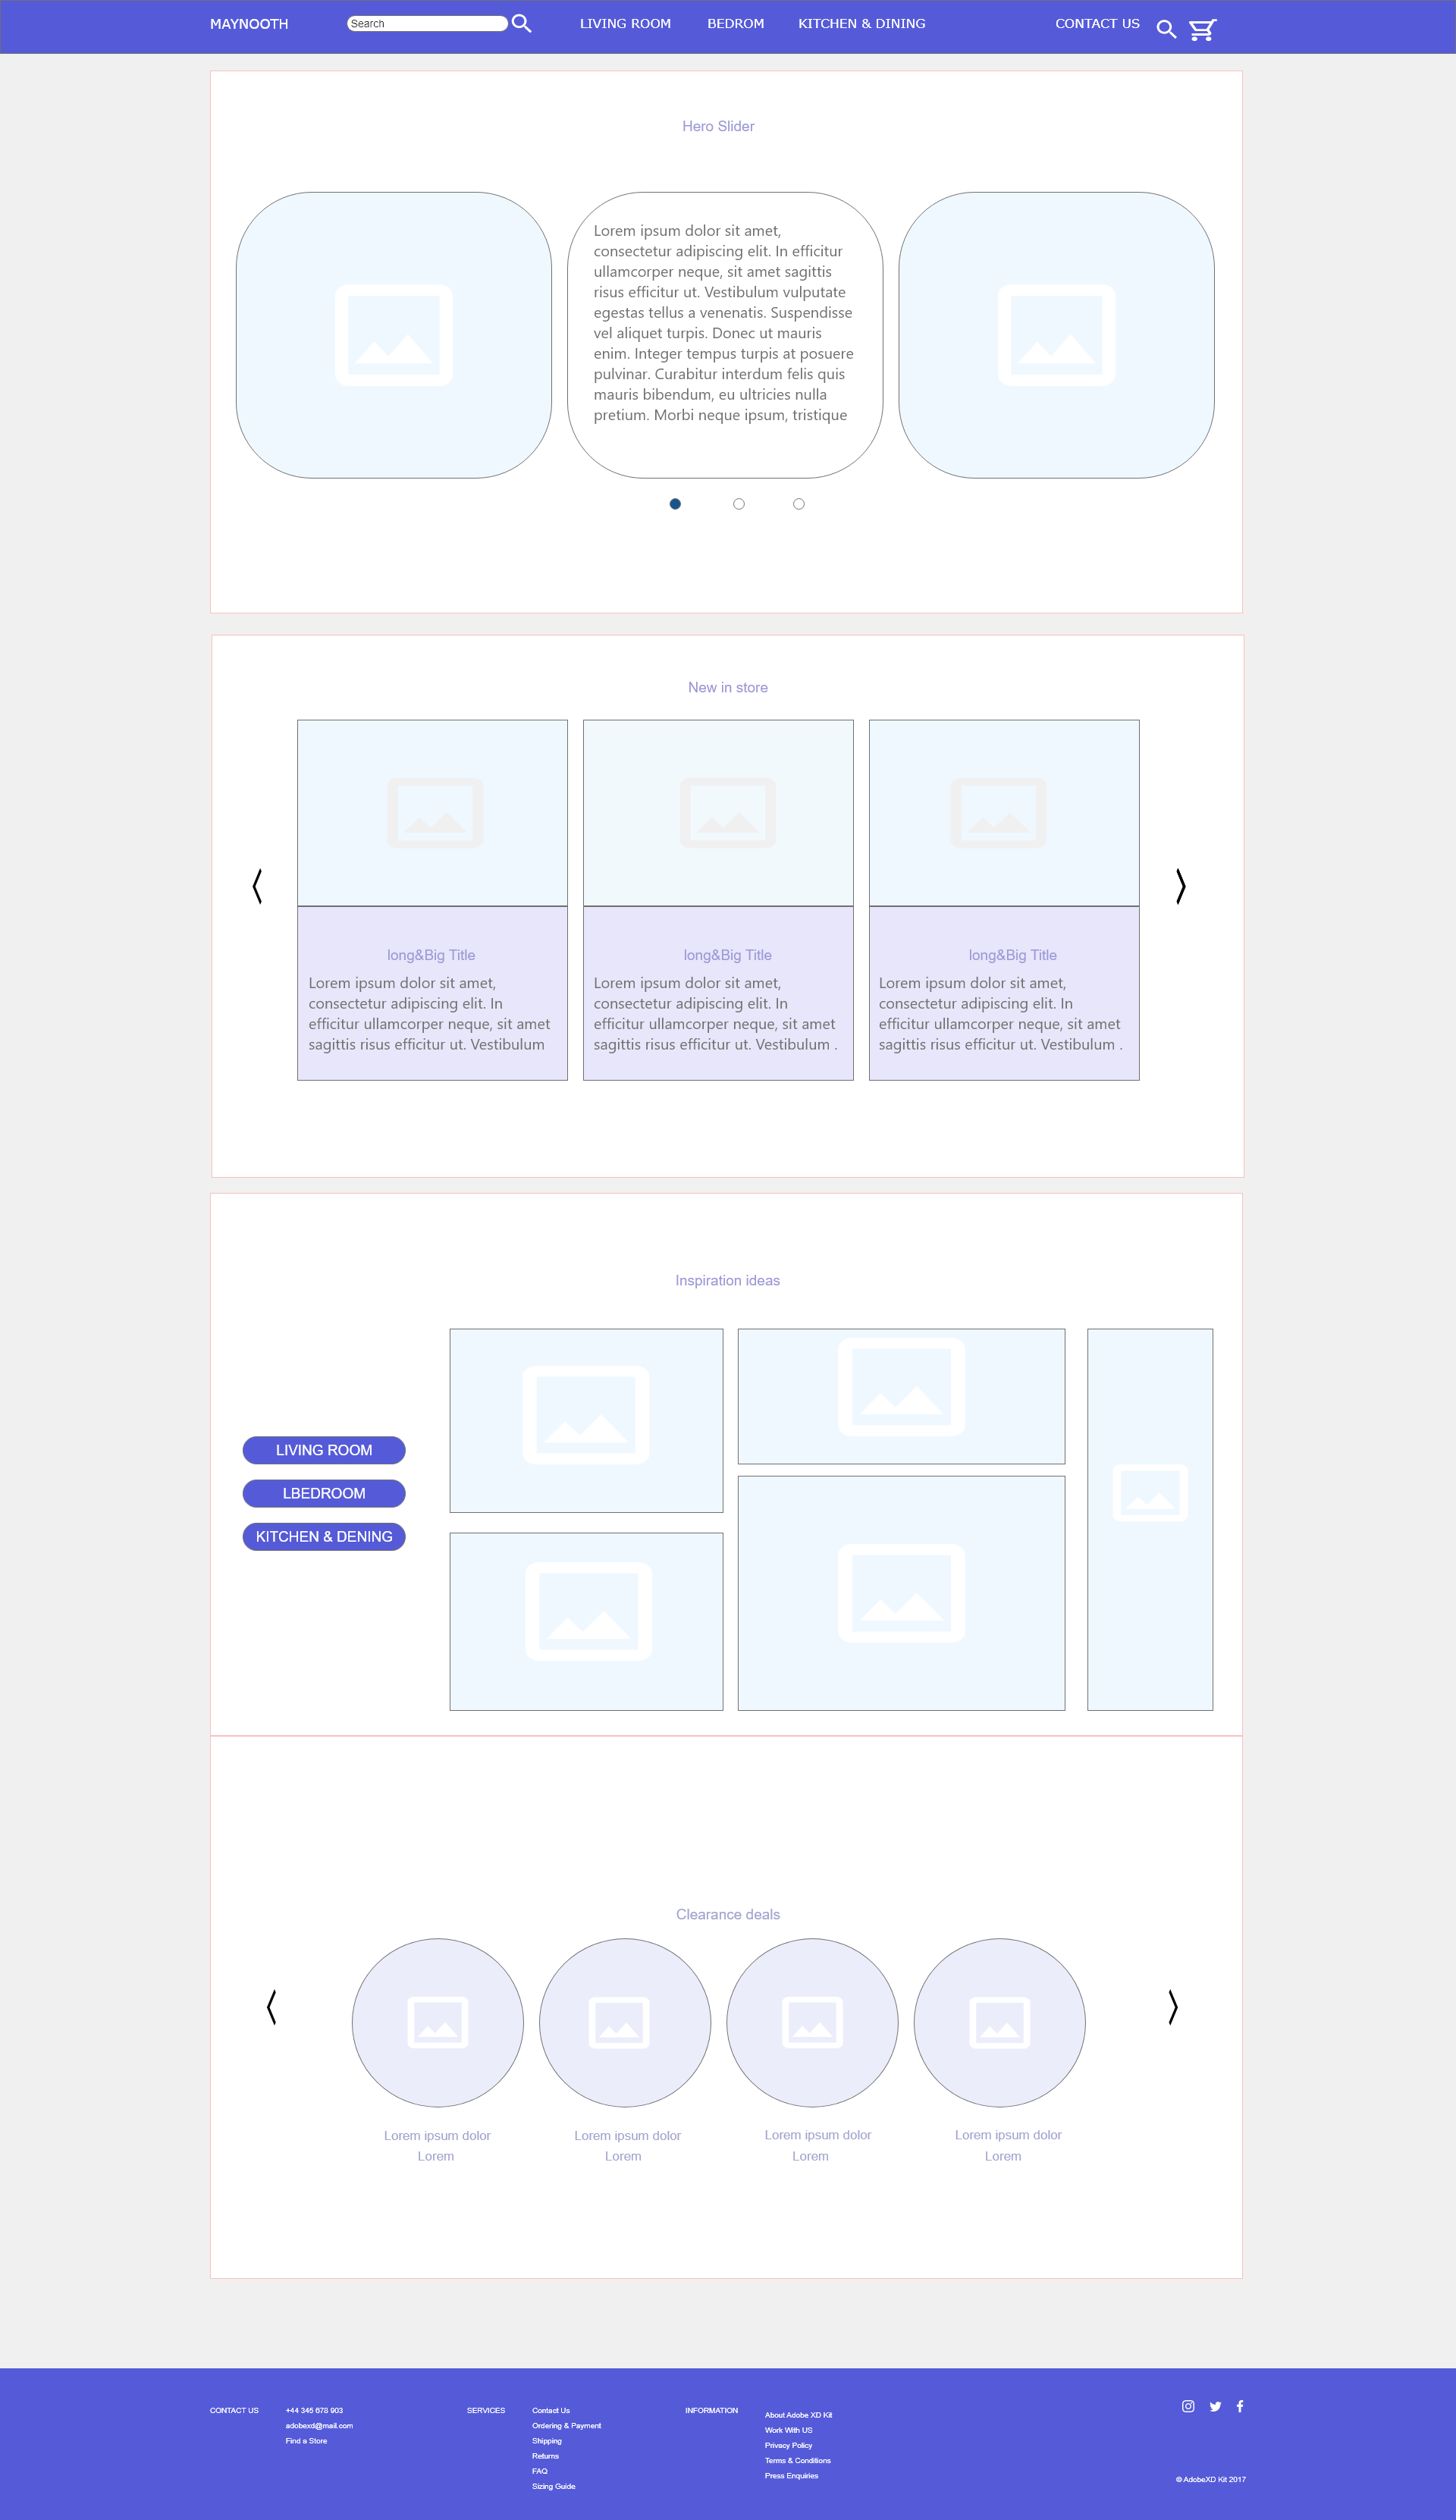 MAYNOOTH
Search
LIVING ROOM
BEDROM
KITCHEN & DINING
CONTACT US
Hero Slider
Lorem ipsum dolor sit amet,
consectetur adipiscing elit. In efficitur
ullamcorper neque, sit amet sagittis
risus efficitur ut. Vestibulum vulputate
egestas tellus a venenatis. Suspendisse
vel aliquet turpis. Donec ut mauris
enim. Integer tempus turpis at posuere
pulvinar. Curabitur interdum felis quis
mauris bibendum, eu ultricies nulla
pretium. Morbi neque ipsum, tristique
New in store
long&Big Title
Lorem ipsum dolor sit amet,
consectetur adipiscing elit. In
efficitur ullamcorper neque, sit amet
sagittis risus efficitur ut. Vestibulum
long&Big Title
Lorem ipsum dolor sit amet,
consectetur adipiscing elit. In
efficitur ullamcorper neque, sit amet
sagittis risus efficitur ut. Vestibulum .
long&Big Title
Lorem ipsum dolor sit amet,
consectetur adipiscing elit. In
efficitur ullamcorper neque, sit amet
sagittis risus efficitur ut. Vestibulum .
Inspiration ideas
LIVING ROOM
LBEDROOM
KITCHEN & DENING
Clearance deals
Lorem ipsum dolor
Lorem
Lorem ipsum dolor
Lorem
Lorem ipsum dolor
Lorem
Lorem ipsum dolor
Lorem
CONTACT US
+44 345 678 903
adobexd@mail.com
Find a Store
SERVICES
Contact Us
Ordering & Payment
Shipping
Returns
FAQ
Sizing Guide
INFORMATION
About Adobe XD Kit
Work With US
Privacy Policy
Terms & Conditions
Press Enquiries
© AdobeXD Kit 2017